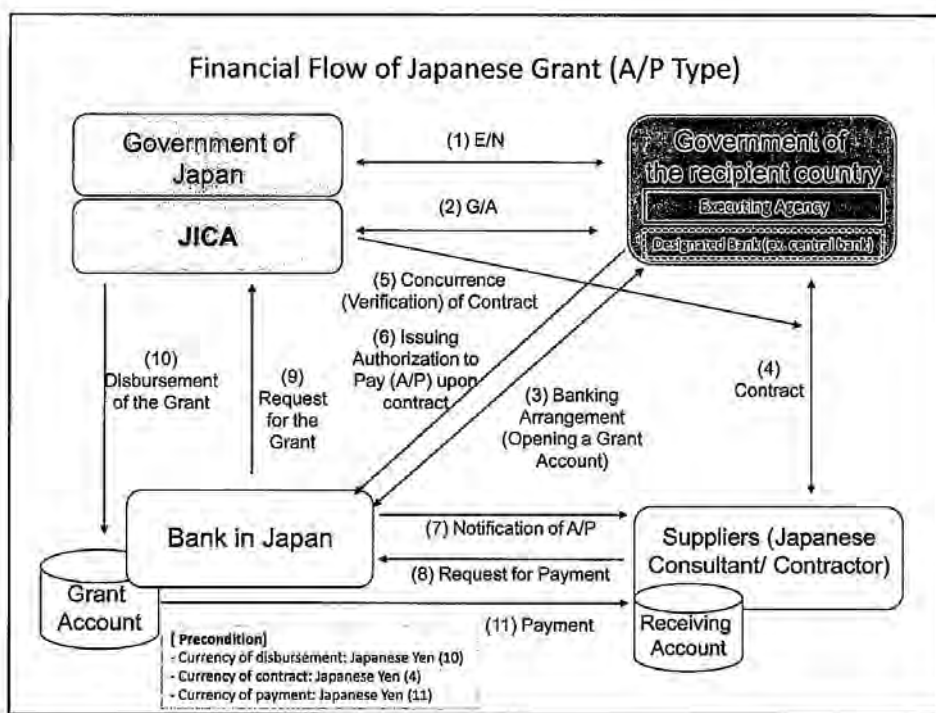 Financial Flow of Japanese Grant (A/P Type)
Government of
Japan
JICA
(1) E/N
(2) G/A
Government of
the recipient country
Executing Agency
Designated Bank (ex. central bank)
(5) Concurrence
(Verification) of Contract
(6) Issuing
Authorization to
Pay (A/P) upon
contract
(10)
Disbursement
of the Grant
(9)
Request
for the
Grant
(3) Banking
Arrangement
(Opening a Grant
Account)
(4)
Contract
Bank in Japan
(7) Notification of A/P
(8) Request for Payment
Suppliers (Japanese
Consultant/ Contractor)
Grant
Account
(11) Payment
Receiving
Account
[ Precondition]
- Currency of disbursement: Japanese Yen (10)
- Currency of contract: Japanese Yen (4)
- Currency of payment: Japanese Yen (11)